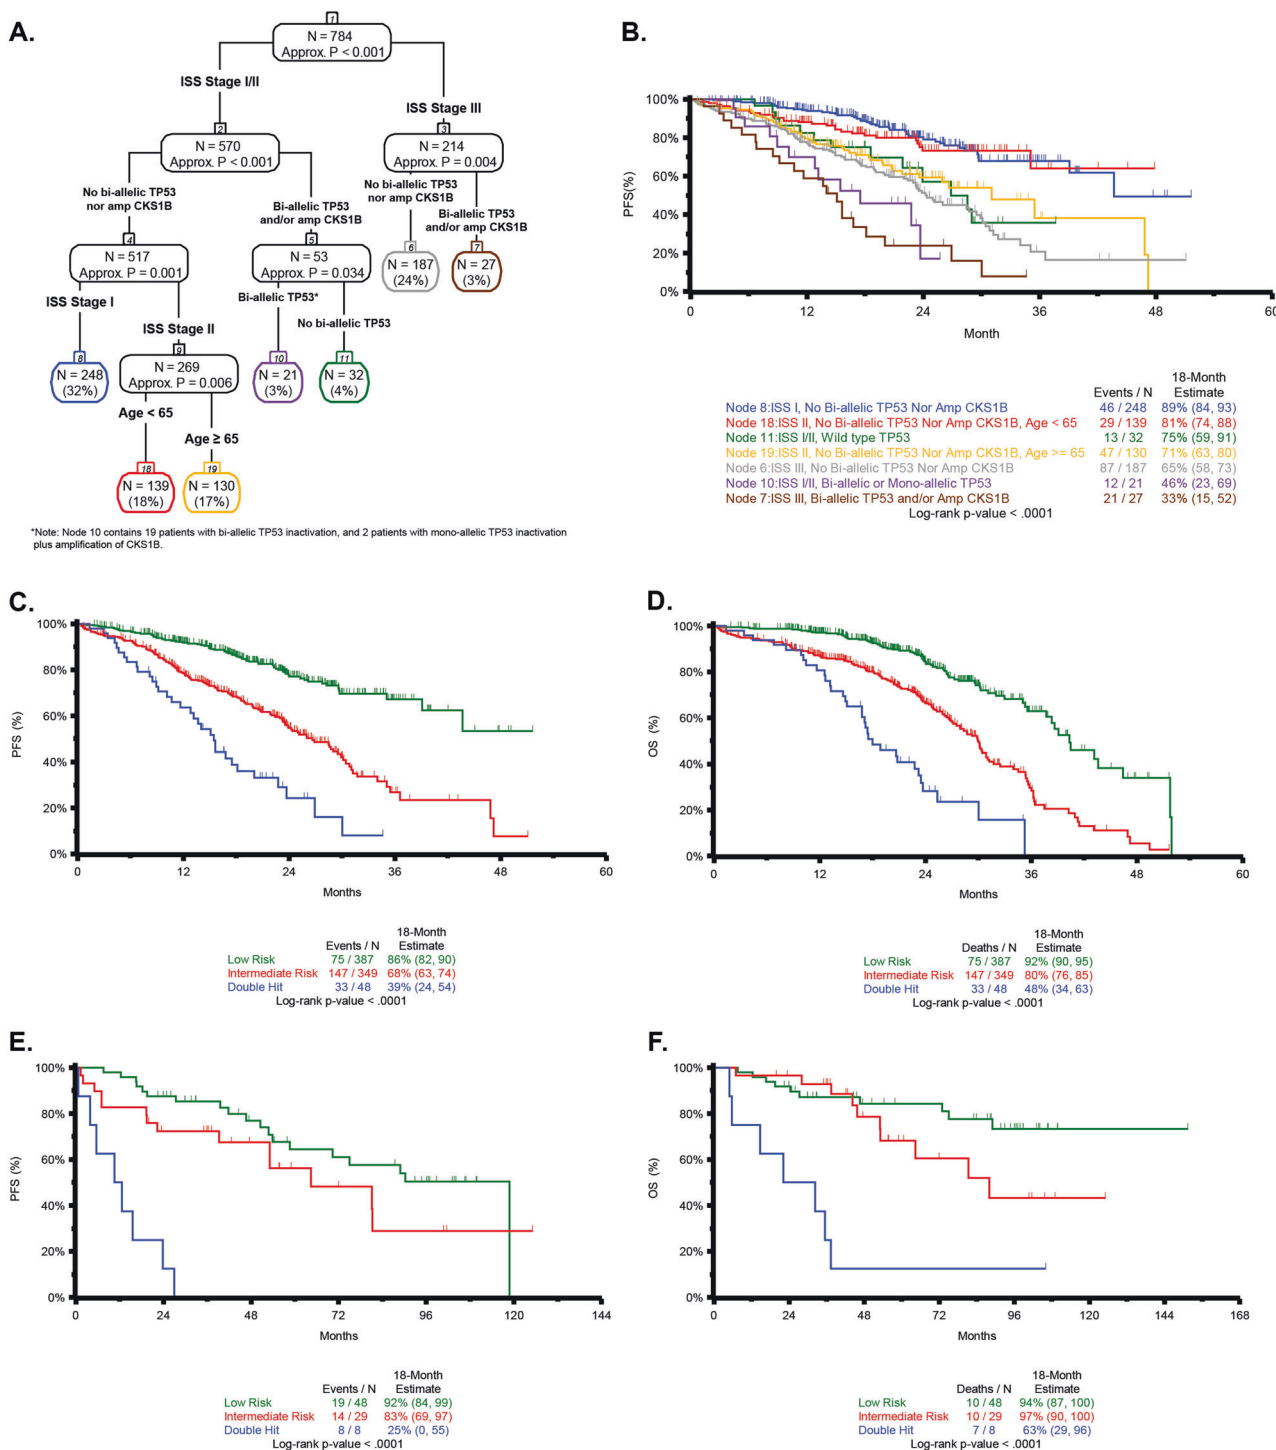 A.
1
N = 784
Approx. P < 0.001
ISS Stage I/II
ISS Stage III
2
N = 570
Approx. P < 0.001
3
N = 214
Approx. P = 0.004
No bi-allelic TP53
nor amp CKS1B
Bi-allelic TP53
and/or amp CKS1B
No bi-allelic TP53
nor amp CKS1B
Bi-allelic TP53
and/or amp CKS1B
4
N = 517
Approx. P = 0.001
5
N = 53
Approx. P = 0.034
6
N = 187
(24%)
7
N = 27
(3%)
ISS Stage I
ISS Stage II
Bi-allelic TP53*
No bi-allelic TP53
8
N = 248
(32%)
9
N = 269
Approx. P = 0.006
10
N = 21
(3%)
11
N = 32
(4%)
Age < 65
Age ≥ 65
18
N = 139
(18%)
19
N = 130
(17%)
*Note: Node 10 contains 19 patients with bi-allelic TP53 inactivation, and 2 patients with mono-allelic TP53 inactivation
plus amplification of CKS1B.
B.
100%
80%
60%
40%
20%
0%
PFS(%)
0 12 24 36 48 60
Month
18-Month
Events / N Estimate
Node 8:ISS I, No Bi-allelic TP53 Nor Amp CKS1B 46 / 248 89% (84, 93)
Node 18:ISS II, No Bi-allelic TP53 Nor Amp CKS1B, Age < 65 29 / 139 81% (74, 88)
Node 11:ISS I/II, Wild type TP53 13 / 32 75% (59, 91)
Node 19:ISS II, No Bi-allelic TP53 Nor Amp CKS1B, Age >= 65 47 / 130 71% (63, 80)
Node 6:ISS III, No Bi-allelic TP53 Nor Amp CKS1B 87 / 187 65% (58, 73)
Node 10:ISS I/II, Bi-allelic or Mono-allelic TP53 12 / 21 46% (23, 69)
Node 7:ISS III, Bi-allelic TP53 and/or Amp CKS1B 21 / 27 33% (15, 52)
Log-rank p-value < .0001
C.
100%
80%
60%
40%
20%
0%
PFS (%)
0 12 24 36 48 60
Months
18-Month
Events / N Estimate
Low Risk 75 / 387 86% (82, 90)
Intermediate Risk 147 / 349 68% (63, 74)
Double Hit 33 / 48 39% (24, 54)
Log-rank p-value < .0001
D.
100%
80%
60%
40%
20%
0%
OS (%)
0 12 24 36 48 60
Months
18-Month
Deaths / N Estimate
Low Risk 75 / 387 92% (90, 95)
Intermediate Risk 147 / 349 80% (76, 85)
Double Hit 33 / 48 48% (34, 63)
Log-rank p-value < .0001
E.
100%
80%
60%
40%
20%
0%
PFS (%)
0 24 48 72 96 120 144
Months
18-Month
Events / N Estimate
Low Risk 19 / 48 92% (84, 99)
Intermediate Risk 14 / 29 83% (69, 97)
Double Hit 8 / 8 25% (0, 55)
Log-rank p-value < .0001
F.
100%
80%
60%
40%
20%
0%
OS (%)
0 24 48 72 96 120 144 168
Months
18-Month
Deaths / N Estimate
Low Risk 10 / 48 94% (87, 100)
Intermediate Risk 10 / 29 97% (90, 100)
Double Hit 7 / 8 63% (29, 96)
Log-rank p-value < .0001